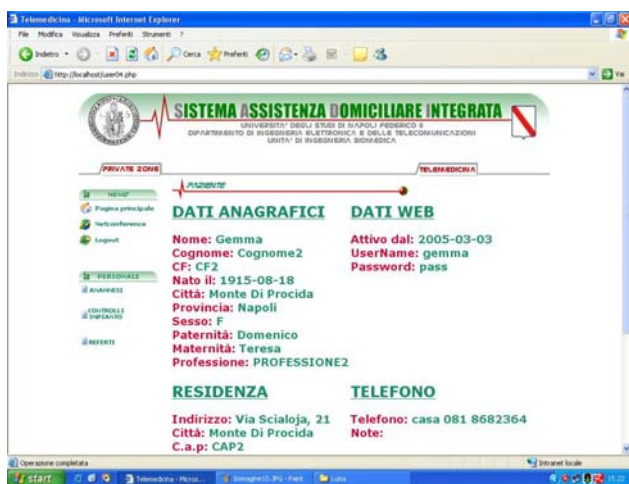 Telemedicina - Microsoft Internet Explorer
File Modifica Visualizza Preferiti Strumenti ?
Indietro Cerca Preferiti
Indirizzo http://localhost/user04.php Vai
SISTEMA ASSISTENZA DOMICILIARE INTEGRATA
UNIVERSITA' DEGLI STUDI DI NAPOLI FEDERICO II
DIPARTIMENTO DI INGEGNERIA ELETTRONICA E DELLE TELECOMUNICAZIONI
UNITA' DI INGEGNERIA BIOMEDICA
PRIVATE ZONE TELEMEDICINA
MENU'
Pagina principale
Netconference
Logout
PERSONALE
ANAMNESI
CONTROLLI IMPIANTO
REFERTI
PAZIENTE
DATI ANAGRAFICI
Nome: Gemma
Cognome: Cognome2
CF: CF2
Nato il: 1915-08-18
Città: Monte Di Procida
Provincia: Napoli
Sesso: F
Paternità: Domenico
Maternità: Teresa
Professione: PROFESSIONE2
DATI WEB
Attivo dal: 2005-03-03
UserName: gemma
Password: pass
RESIDENZA
Indirizzo: Via Scialoja, 21
Città: Monte Di Procida
C.a.p: CAP2
TELEFONO
Telefono: casa 081 8682364
Note:
Operazione completata Intranet locale
start Telemedicina - Micros... Immagine10.JPG - Paint Luisa 15.22